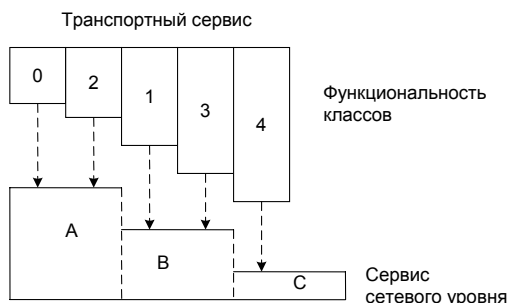 Транспортный сервис
0
2
1
3
4
Функциональность
классов
A
B
C
Сервис
сетевого уровня